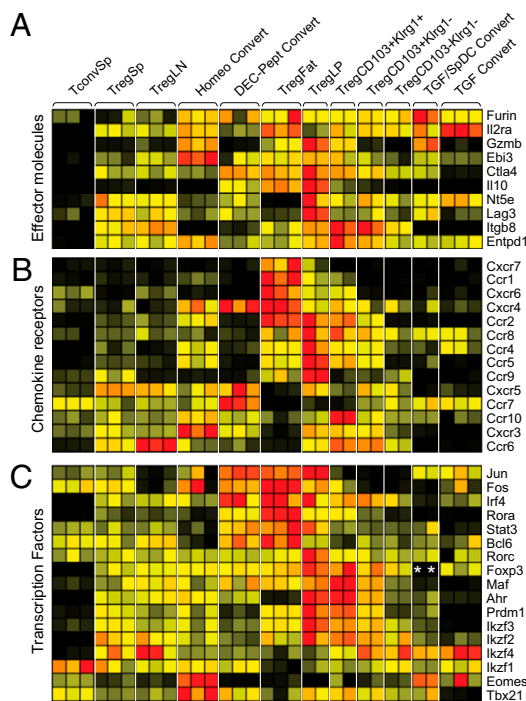 A
TconvSp
TregSp
TregLN
Homeo Convert
DEC-Pept Convert
TregFat
TregLP
TregCD103+Klrg1+
TregCD103+Klrg1-
TregCD103-Klrg1-
TGF/SpDC Convert
TGF Convert
Effector molecules
Furin
Il2ra
Gzmb
Ebi3
Ctla4
Il10
Nt5e
Lag3
Itgb8
Entpd1
B
Chemokine receptors
Cxcr7
Ccr1
Cxcr6
Cxcr4
Ccr2
Ccr8
Ccr4
Ccr5
Ccr9
Cxcr5
Ccr7
Ccr10
Cxcr3
Ccr6
C
Transcription Factors
Jun
Fos
Irf4
Rora
Stat3
Bcl6
Rorc
* * Foxp3
Maf
Ahr
Prdm1
Ikzf3
Ikzf2
Ikzf4
Ikzf1
Eomes
Tbx21